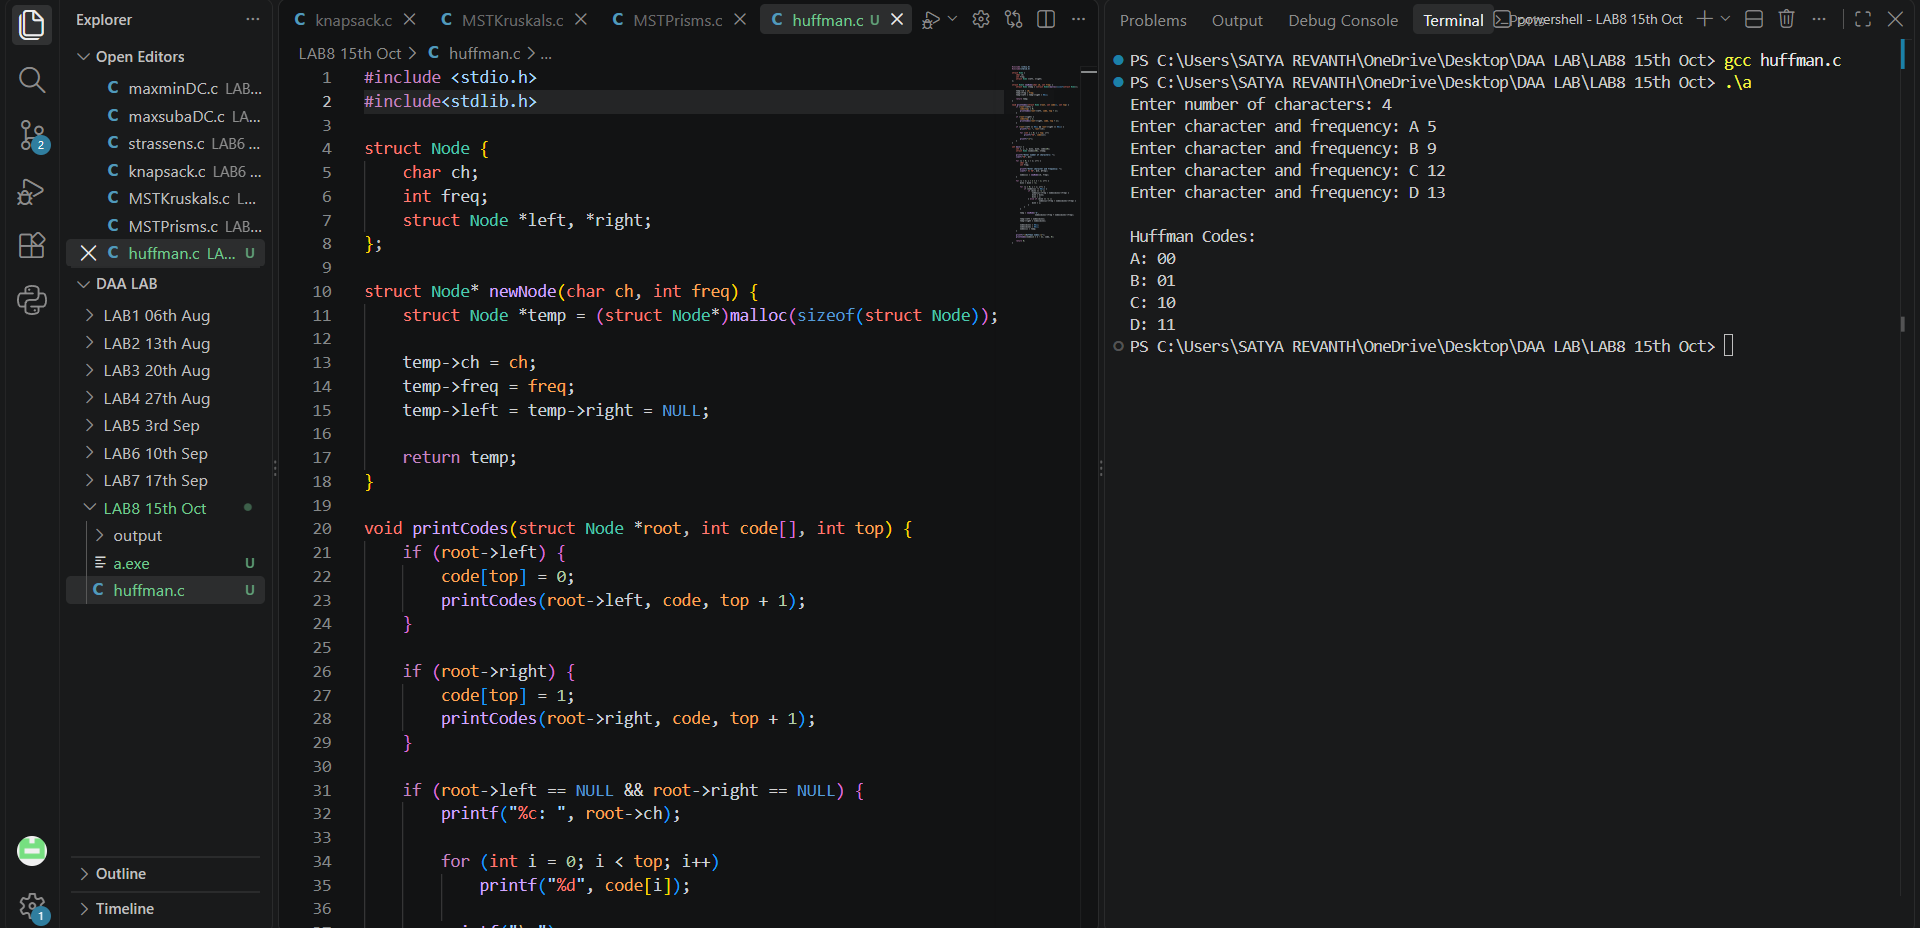 Explorer
Open Editors
maxminDC.c LAB...
maxsubaDC.c LA...
strassens.c LAB6 ...
knapsack.c LAB6 ...
MSTKruskals.c L...
MSTPrisms.c LAB...
huffman.c LA... U
DAA LAB
LAB1 06th Aug
LAB2 13th Aug
LAB3 20th Aug
LAB4 27th Aug
LAB5 3rd Sep
LAB6 10th Sep
LAB7 17th Sep
LAB8 15th Oct
output
a.exe U
C huffman.c U
Outline
Timeline
2
1
C knapsack.c C MSTKruskals.c C MSTPrisms.c C huffman.c U
LAB8 15th Oct > C huffman.c > ...
1 #include <stdio.h>
2 #include<stdlib.h>
3
4 struct Node {
5 char ch;
6 int freq;
7 struct Node *left, *right;
8 };
9
10 struct Node* newNode(char ch, int freq) {
11 struct Node *temp = (struct Node*)malloc(sizeof(struct Node));
12
13 temp->ch = ch;
14 temp->freq = freq;
15 temp->left = temp->right = NULL;
16
17 return temp;
18 }
19
20 void printCodes(struct Node *root, int code[], int top) {
21 if (root->left) {
22 code[top] = 0;
23 printCodes(root->left, code, top + 1);
24 }
25
26 if (root->right) {
27 code[top] = 1;
28 printCodes(root->right, code, top + 1);
29 }
30
31 if (root->left == NULL && root->right == NULL) {
32 printf("%c: ", root->ch);
33
34 for (int i = 0; i < top; i++)
35 printf("%d", code[i]);
36
Problems Output Debug Console Terminal Ports powershell - LAB8 15th Oct
PS C:\Users\SATYA REVANTH\OneDrive\Desktop\DAA LAB\LAB8 15th Oct> gcc huffman.c
PS C:\Users\SATYA REVANTH\OneDrive\Desktop\DAA LAB\LAB8 15th Oct> .\a
Enter number of characters: 4
Enter character and frequency: A 5
Enter character and frequency: B 9
Enter character and frequency: C 12
Enter character and frequency: D 13
Huffman Codes:
A: 00
B: 01
C: 10
D: 11
PS C:\Users\SATYA REVANTH\OneDrive\Desktop\DAA LAB\LAB8 15th Oct>